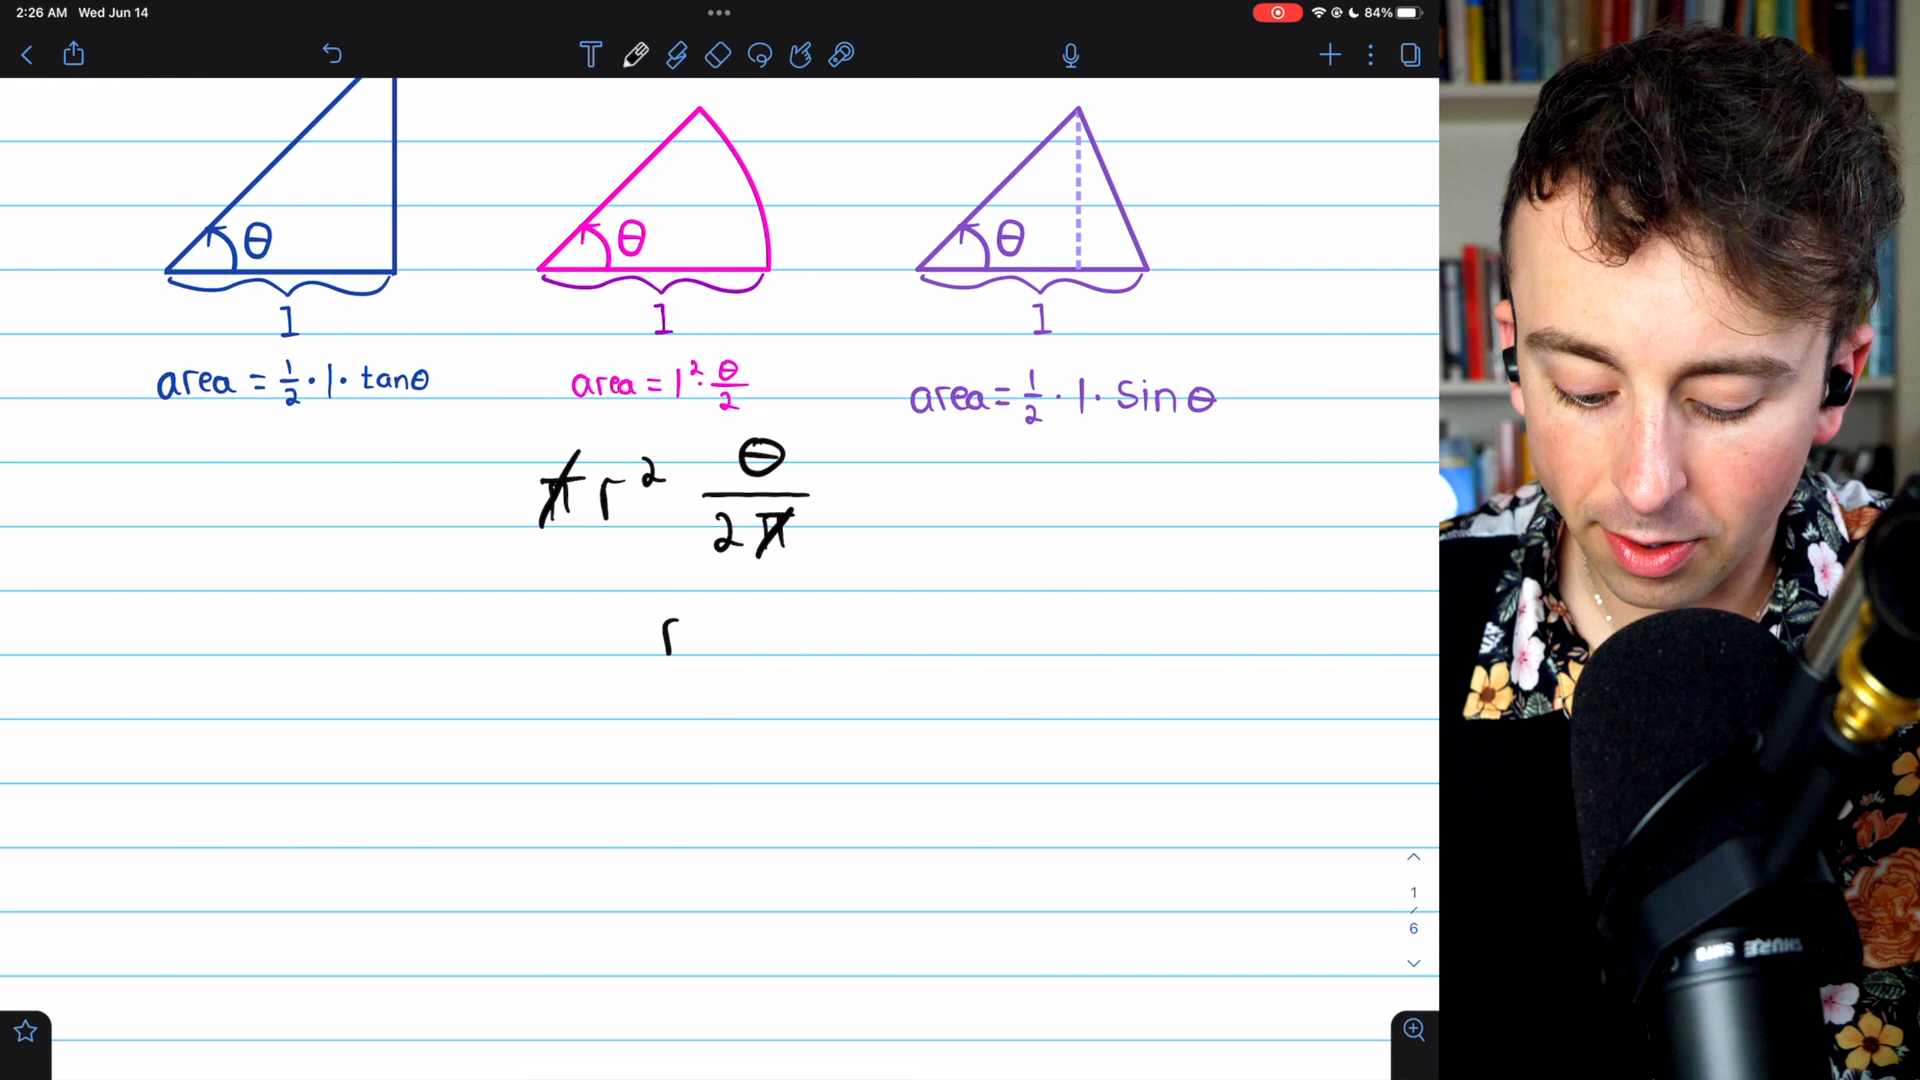 2:26 AM Wed Jun 14
84%
θ θ θ
1 1 1
area = 1/2 · 1 · tanθ
area = 1² · θ/2
area = 1/2 · 1 · sin θ
πr² θ/2π
r
1
/
6
SHURE